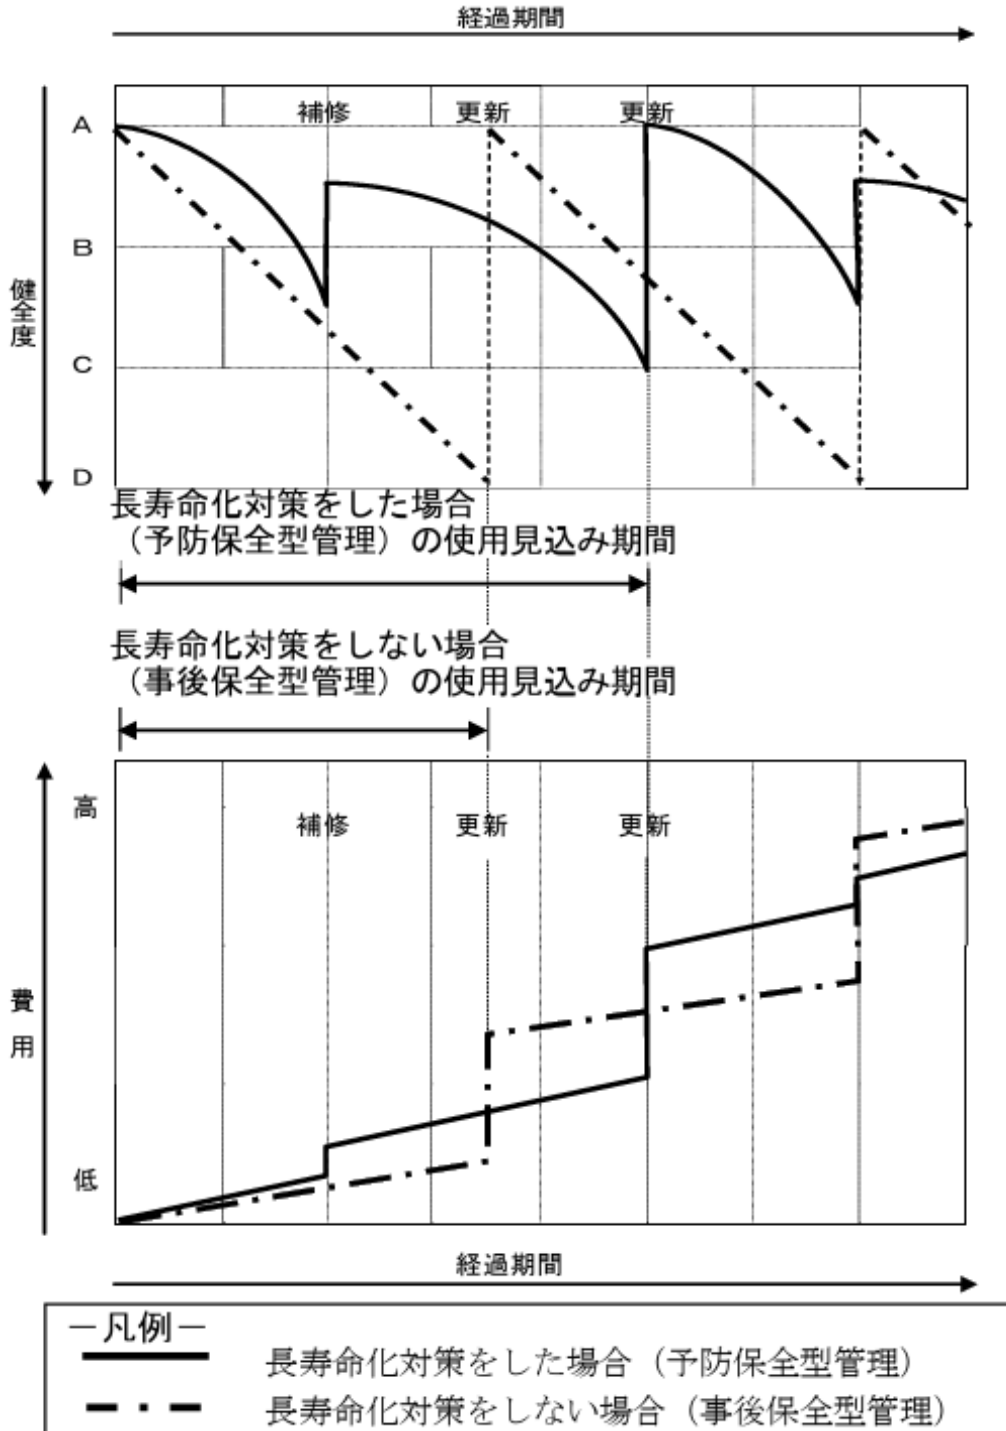 経過期間
補修 更新 更新
A
B
C
D
健全度
長寿命化対策をした場合
（予防保全型管理）の使用見込み期間
長寿命化対策をしない場合
（事後保全型管理）の使用見込み期間
高
補修 更新 更新
費用
低
経過期間
－凡例－
長寿命化対策をした場合（予防保全型管理）
長寿命化対策をしない場合（事後保全型管理）